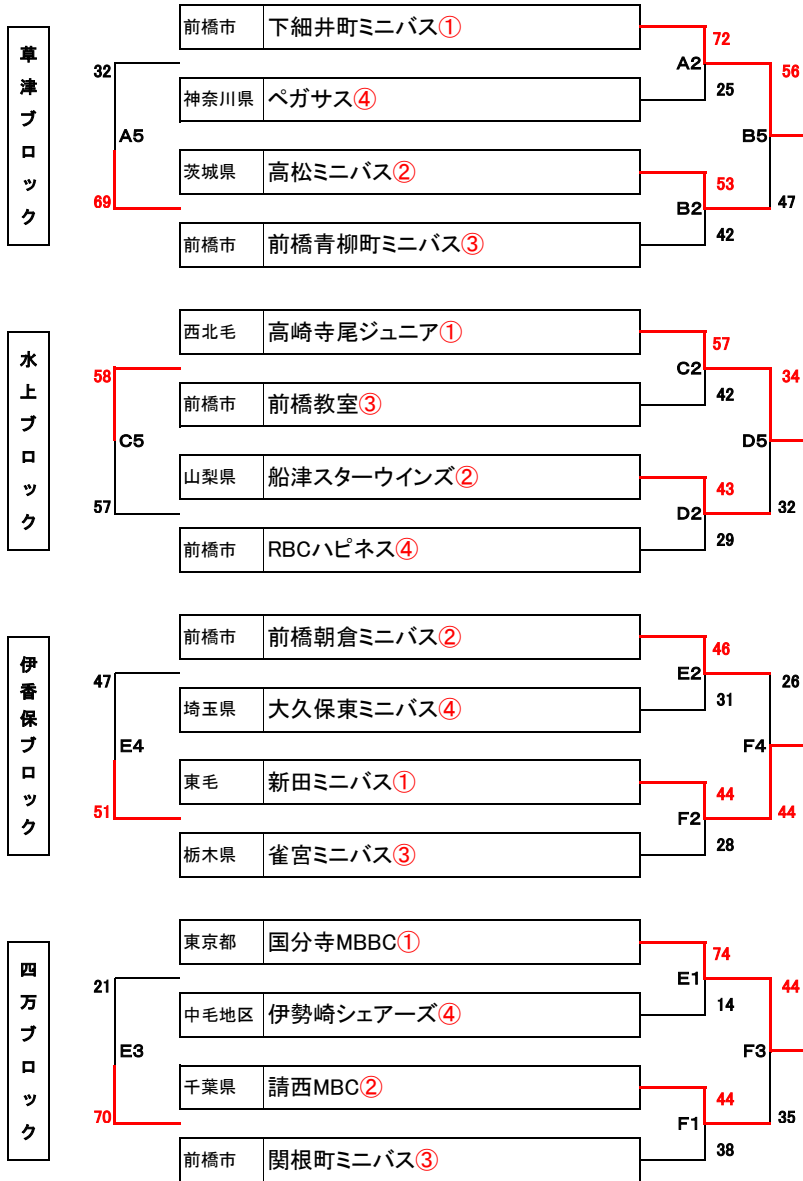 草津ブロック
前橋市 下細井町ミニバス①
72
32
A2
56
神奈川県 ペガサス④
25
A5
B5
茨城県 高松ミニバス②
53
69
B2
47
前橋市 前橋青柳町ミニバス③
42
水上ブロック
西北毛 高崎寺尾ジュニア①
57
58
C2
34
前橋市 前橋教室③
42
C5
D5
山梨県 船津スターウインズ②
43
57
D2
32
前橋市 RBCハピネス④
29
伊香保ブロック
前橋市 前橋朝倉ミニバス②
46
47
E2
26
埼玉県 大久保東ミニバス④
31
E4
F4
東毛 新田ミニバス①
44
51
F2
44
栃木県 雀宮ミニバス③
28
四万ブロック
東京都 国分寺MBBC①
74
21
E1
44
中毛地区 伊勢崎シェアーズ④
14
E3
F3
千葉県 請西MBC②
44
70
F1
35
前橋市 関根町ミニバス③
38